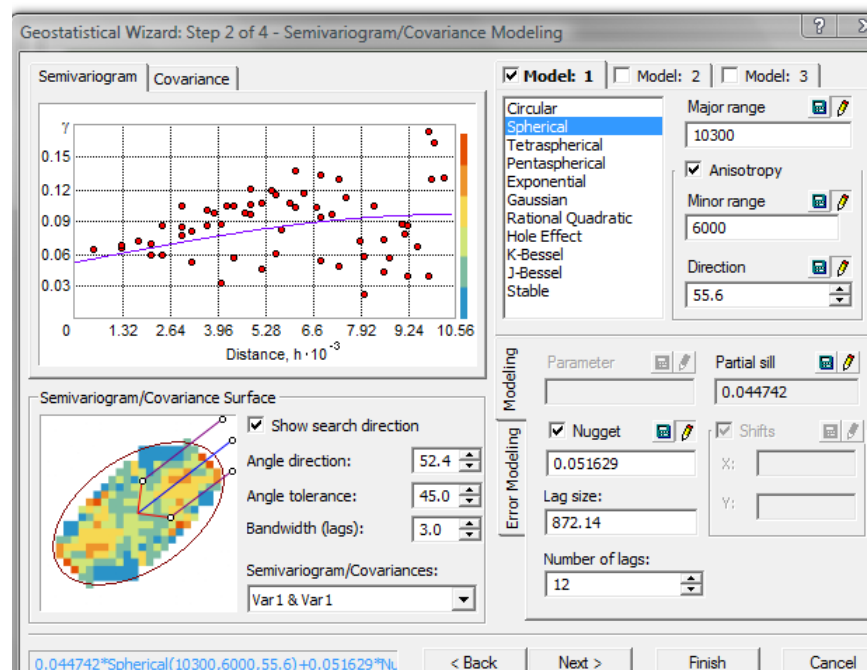 Geostatistical Wizard: Step 2 of 4 - Semivariogram/Covariance Modeling
?
Semivariogram
Covariance
γ
0.15
0.12
0.09
0.06
0.03
0 1.32 2.64 3.96 5.28 6.6 7.92 9.24 10.56
Distance, h·10⁻³
Semivariogram/Covariance Surface
Show search direction
Angle direction: 52.4
Angle tolerance: 45.0
Bandwidth (lags): 3.0
Semivariogram/Covariances:
Var1 & Var1
Model: 1 Model: 2 Model: 3
Circular
Spherical
Tetraspherical
Pentaspherical
Exponential
Gaussian
Rational Quadratic
Hole Effect
K-Bessel
J-Bessel
Stable
Major range
10300
Anisotropy
Minor range
6000
Direction
55.6
Modeling
Error Modeling
Parameter
Partial sill
0.044742
Nugget
0.051629
Shifts
X:
Y:
Lag size:
872.14
Number of lags:
12
0.044742*Spherical(10300,6000,55.6)+0.051629*Nu
< Back Next > Finish Cancel